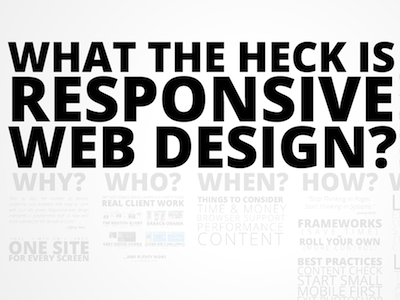 WHAT THE HECK IS
RESPONSIVE
WEB DESIGN?
WHY?
ONE SITE
FOR EVERY SCREEN
WHO?
REAL CLIENT WORK
WHEN?
THINGS TO CONSIDER
TIME & MONEY
BROWSER SUPPORT
PERFORMANCE
CONTENT
HOW?
FRAMEWORKS
ROLL YOUR OWN
BEST PRACTICES
CONTENT CHECK
START SMALL
MOBILE FIRST